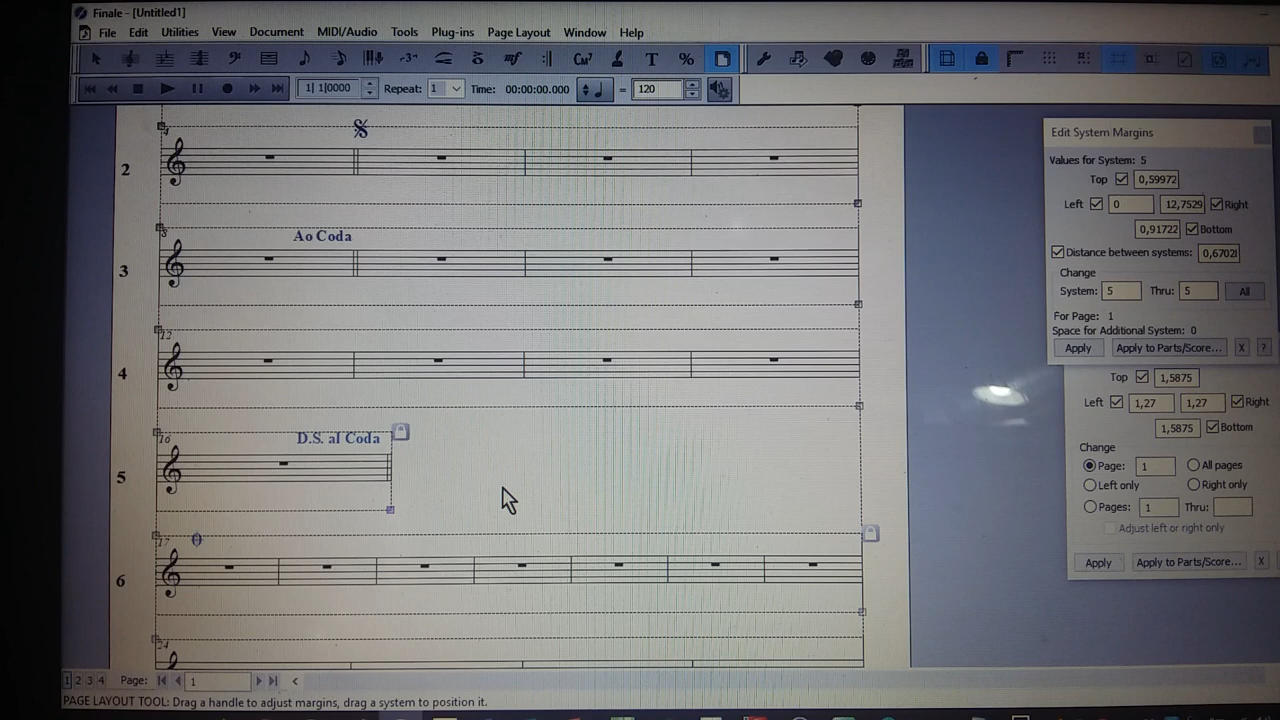 Finale - [Untitled1]
File Edit Utilities View Document MIDI/Audio Tools Plug-ins Page Layout Window Help
1| 1|0000 Repeat: 1 Time: 00:00:00.000 = 120
4
2
8
Ao Coda
3
12
4
16
D.S. al Coda
5
17
6
24
Edit System Margins
Values for System: 5
Top 0,59972
Left 0 12,7529 Right
0,91722 Bottom
Distance between systems: 0,6702
Change
System: 5 Thru: 5 All
For Page: 1
Space for Additional System: 0
Apply Apply to Parts/Score... X ?
Top 1,5875
Left 1,27 1,27 Right
1,5875 Bottom
Change
Page: 1 All pages
Left only Right only
Pages: 1 Thru:
Adjust left or right only
Apply Apply to Parts/Score... X
1 2 3 4 Page: 1
PAGE LAYOUT TOOL: Drag a handle to adjust margins, drag a system to position it.